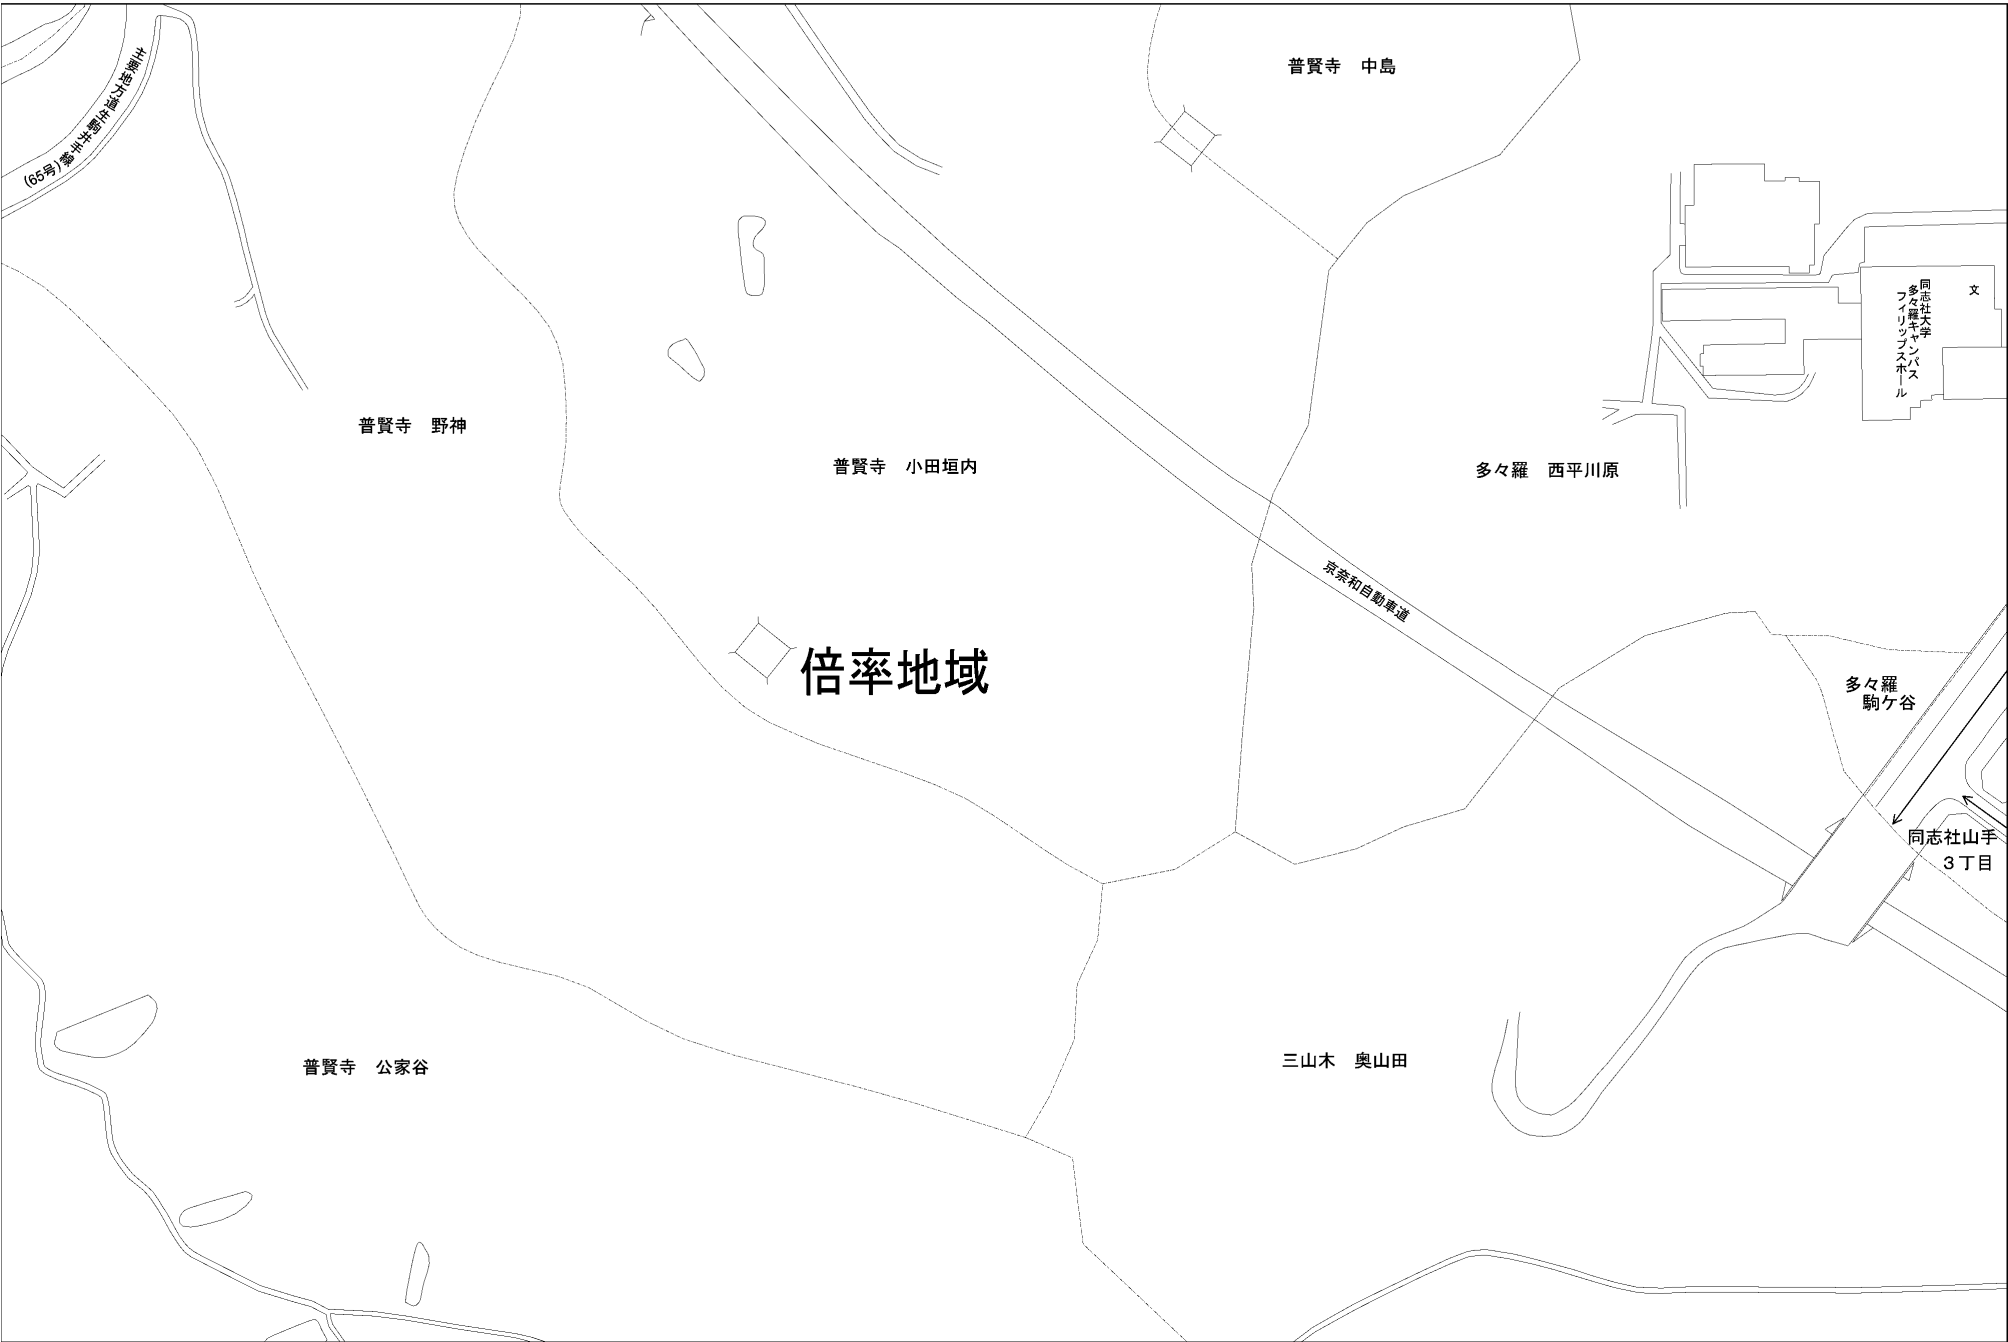 普賢寺　中島
主要地方道生駒井手線
(65号)
同志社大学
多々羅キャンパス
フィリップスホール
文
普賢寺　野神
普賢寺　小田垣内
多々羅　西平川原
京奈和自動車道
倍率地域
多々羅
駒ケ谷
同志社山手
３丁目
普賢寺　公家谷
三山木　奥山田